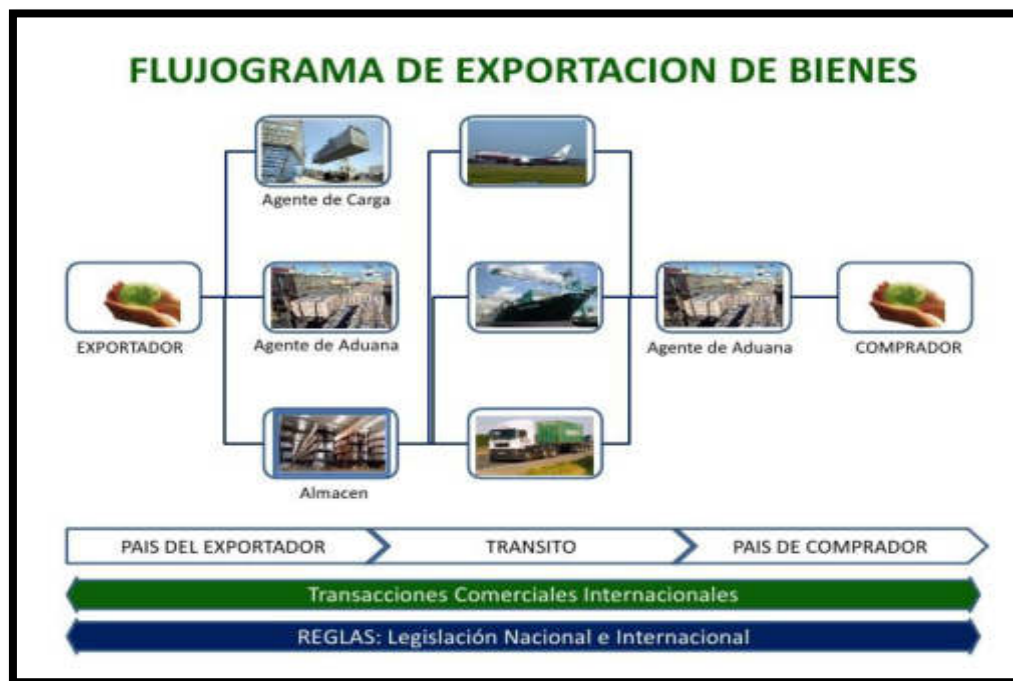 FLUJOGRAMA DE EXPORTACION DE BIENES
Agente de Carga
EXPORTADOR
Agente de Aduana
Agente de Aduana
COMPRADOR
Almacen
PAIS DEL EXPORTADOR
TRANSITO
PAIS DE COMPRADOR
Transacciones Comerciales Internacionales
REGLAS: Legislación Nacional e Internacional